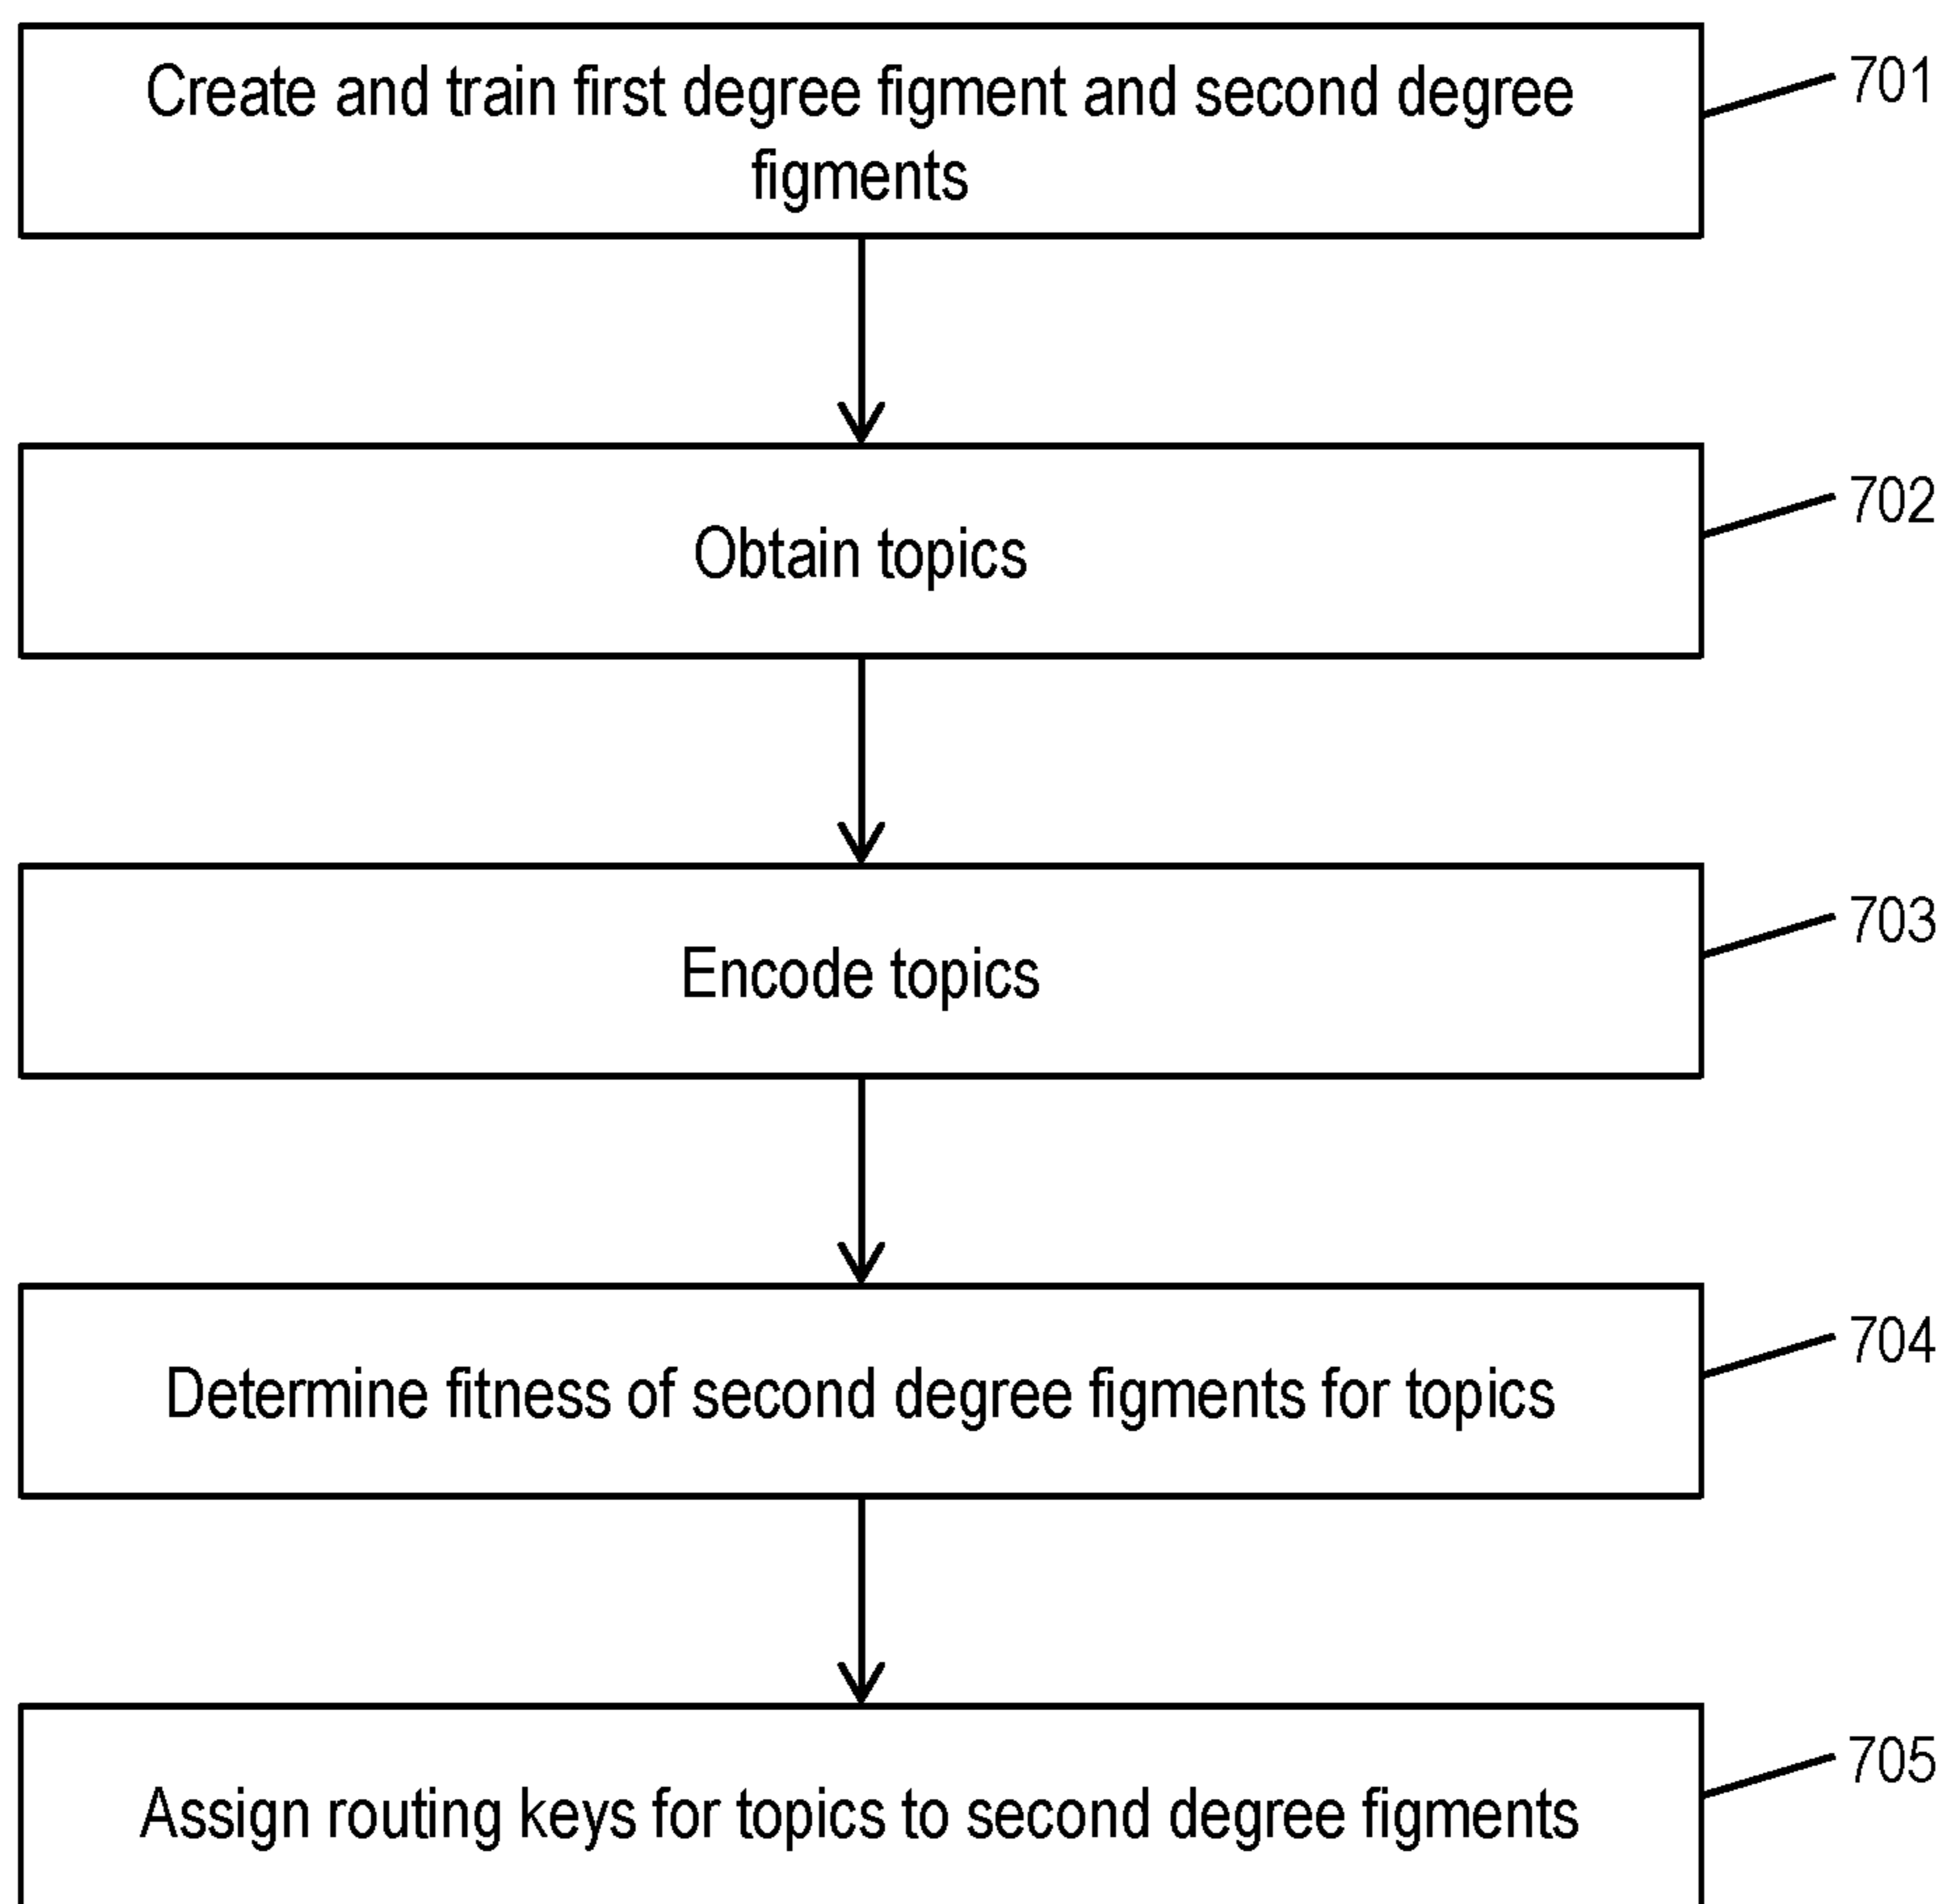 Create and train first degree figment and second degree
figments
701
Obtain topics
702
Encode topics
703
Determine fitness of second degree figments for topics
704
Assign routing keys for topics to second degree figments
705